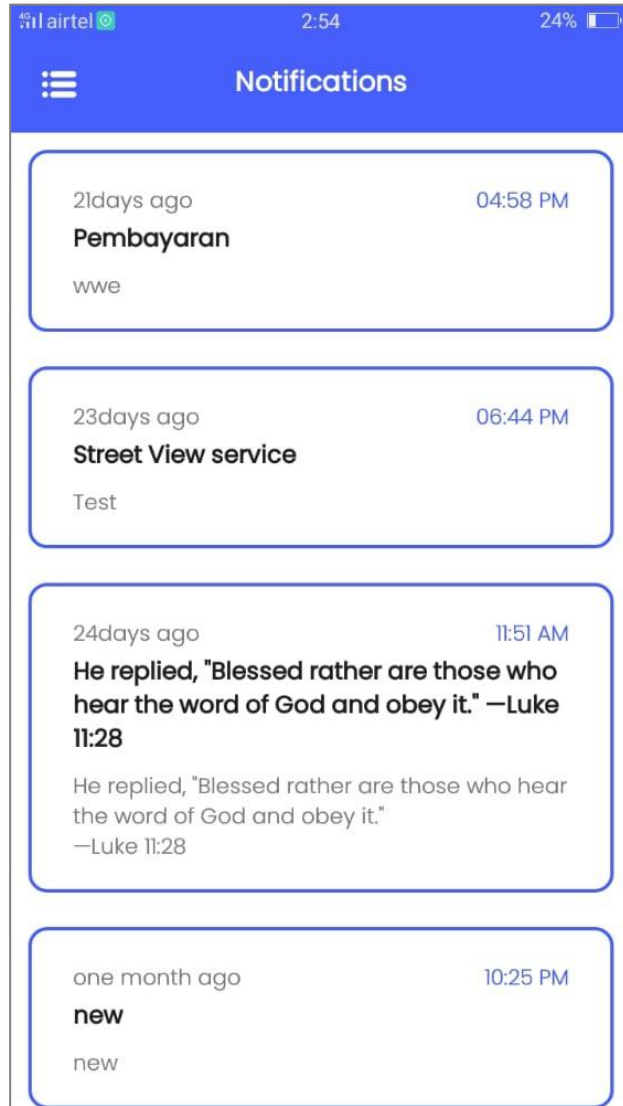 4G airtel 2:54 24%
Notifications
21days ago 04:58 PM
Pembayaran
wwe
23days ago 06:44 PM
Street View service
Test
24days ago 11:51 AM
He replied, "Blessed rather are those who
hear the word of God and obey it." —Luke
11:28
He replied, "Blessed rather are those who hear
the word of God and obey it."
—Luke 11:28
one month ago 10:25 PM
new
new